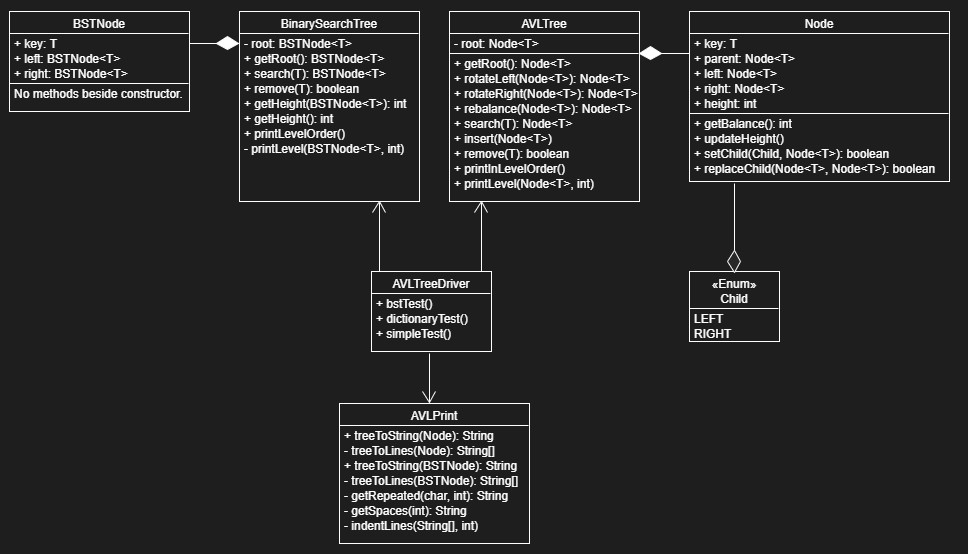 BSTNode
+ key: T
+ left: BSTNode<T>
+ right: BSTNode<T>
No methods beside constructor.
BinarySearchTree
- root: BSTNode<T>
+ getRoot(): BSTNode<T>
+ search(T): BSTNode<T>
+ remove(T): boolean
+ getHeight(BSTNode<T>): int
+ getHeight(): int
+ printLevelOrder()
- printLevel(BSTNode<T>, int)
AVLTree
- root: Node<T>
+ getRoot(): Node<T>
+ rotateLeft(Node<T>): Node<T>
+ rotateRight(Node<T>): Node<T>
+ rebalance(Node<T>): Node<T>
+ search(T): Node<T>
+ insert(Node<T>)
+ remove(T): boolean
+ printInLevelOrder()
+ printLevel(Node<T>, int)
Node
+ key: T
+ parent: Node<T>
+ left: Node<T>
+ right: Node<T>
+ height: int
+ getBalance(): int
+ updateHeight()
+ setChild(Child, Node<T>): boolean
+ replaceChild(Node<T>, Node<T>): boolean
AVLTreeDriver
+ bstTest()
+ dictionaryTest()
+ simpleTest()
«Enum»
Child
LEFT
RIGHT
AVLPrint
+ treeToString(Node): String
- treeToLines(Node): String[]
+ treeToString(BSTNode): String
- treeToLines(BSTNode): String[]
- getRepeated(char, int): String
- getSpaces(int): String
- indentLines(String[], int)